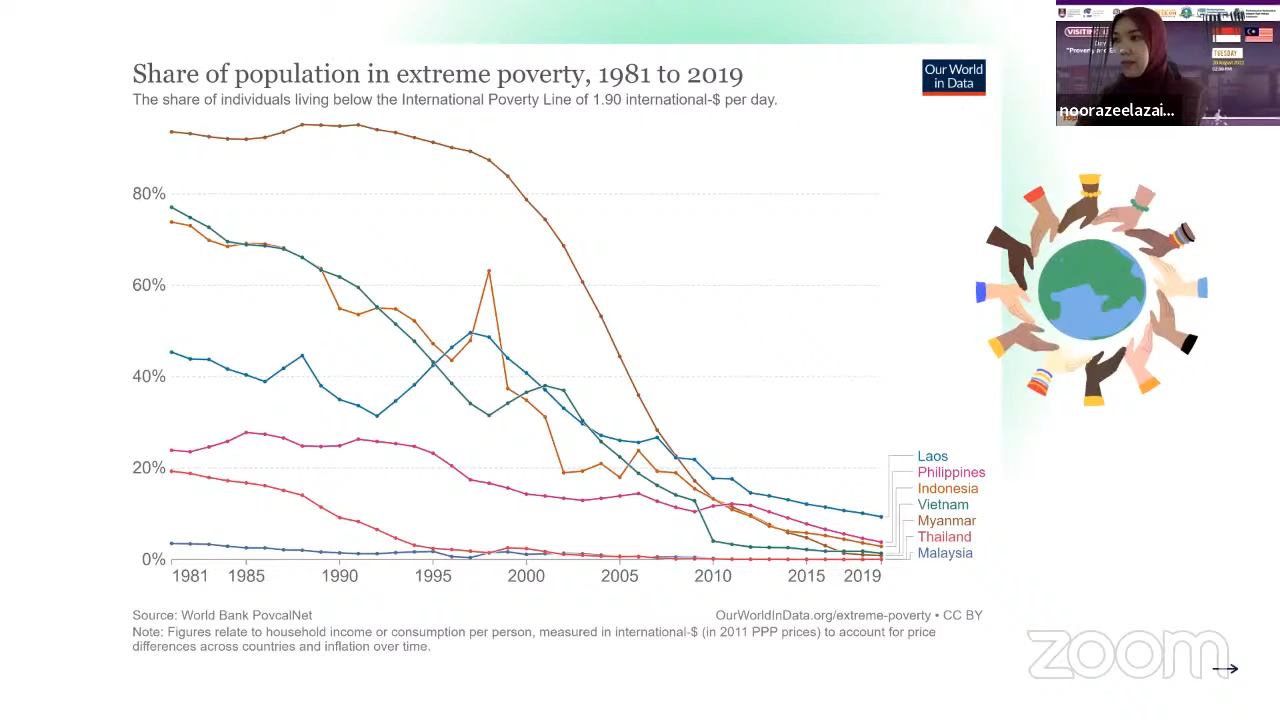 Share of population in extreme poverty, 1981 to 2019
The share of individuals living below the International Poverty Line of 1.90 international-$ per day.
Our World
in Data
80%
60%
40%
20%
0%
1981
1985
1990
1995
2000
2005
2010
2015
2019
Laos
Philippines
Indonesia
Vietnam
Myanmar
Thailand
Malaysia
Source: World Bank PovcalNet
OurWorldInData.org/extreme-poverty • CC BY
Note: Figures relate to household income or consumption per person, measured in international-$ (in 2011 PPP prices) to account for price
differences across countries and inflation over time.
VISITING
TUESDAY
noorazeelazai...
zoom